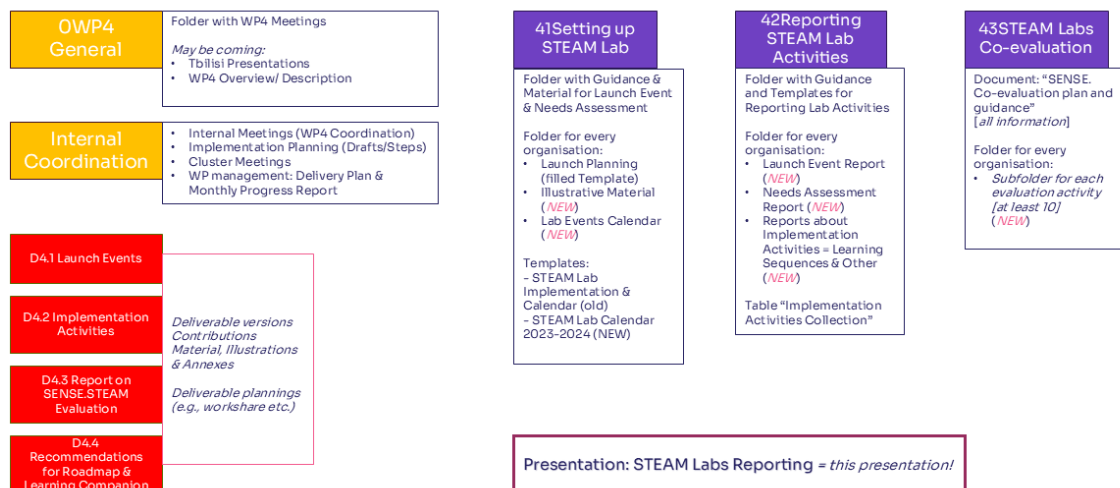 0WP4
General
Folder with WP4 Meetings
May be coming:
• Tbilisi Presentations
• WP4 Overview/ Description
Internal
Coordination
• Internal Meetings (WP4 Coordination)
• Implementation Planning (Drafts/Steps)
• Cluster Meetings
• WP management: Delivery Plan &
Monthly Progress Report
D4.1 Launch Events
D4.2 Implementation
Activities
D4.3 Report on
SENSE.STEAM
Evaluation
D4.4
Recommendations
for Roadmap &
Learning Companion
Deliverable versions
Contributions
Material, Illustrations
& Annexes
Deliverable plannings
(e.g., workshare etc.)
41Setting up
STEAM Lab
Folder with Guidance &
Material for Launch Event
& Needs Assessment
Folder for every
organisation:
• Launch Planning
(filled Template)
• Illustrative Material
(NEW)
• Lab Events Calendar
(NEW)
Templates:
- STEAM Lab
Implementation &
Calendar (old)
- STEAM Lab Calendar
2023-2024 (NEW)
42Reporting
STEAM Lab
Activities
Folder with Guidance
and Templates for
Reporting Lab Activities
Folder for every
organisation:
• Launch Event Report
(NEW)
• Needs Assessment
Report (NEW)
• Reports about
Implementation
Activities = Learning
Sequences & Other
(NEW)
Table “Implementation
Activities Collection”
43STEAM Labs
Co-evaluation
Document: “SENSE.
Co-evaluation plan and
guidance”
[all information]
Folder for every
organisation:
• Subfolder for each
evaluation activity
[at least 10]
(NEW)
Presentation: STEAM Labs Reporting = this presentation!